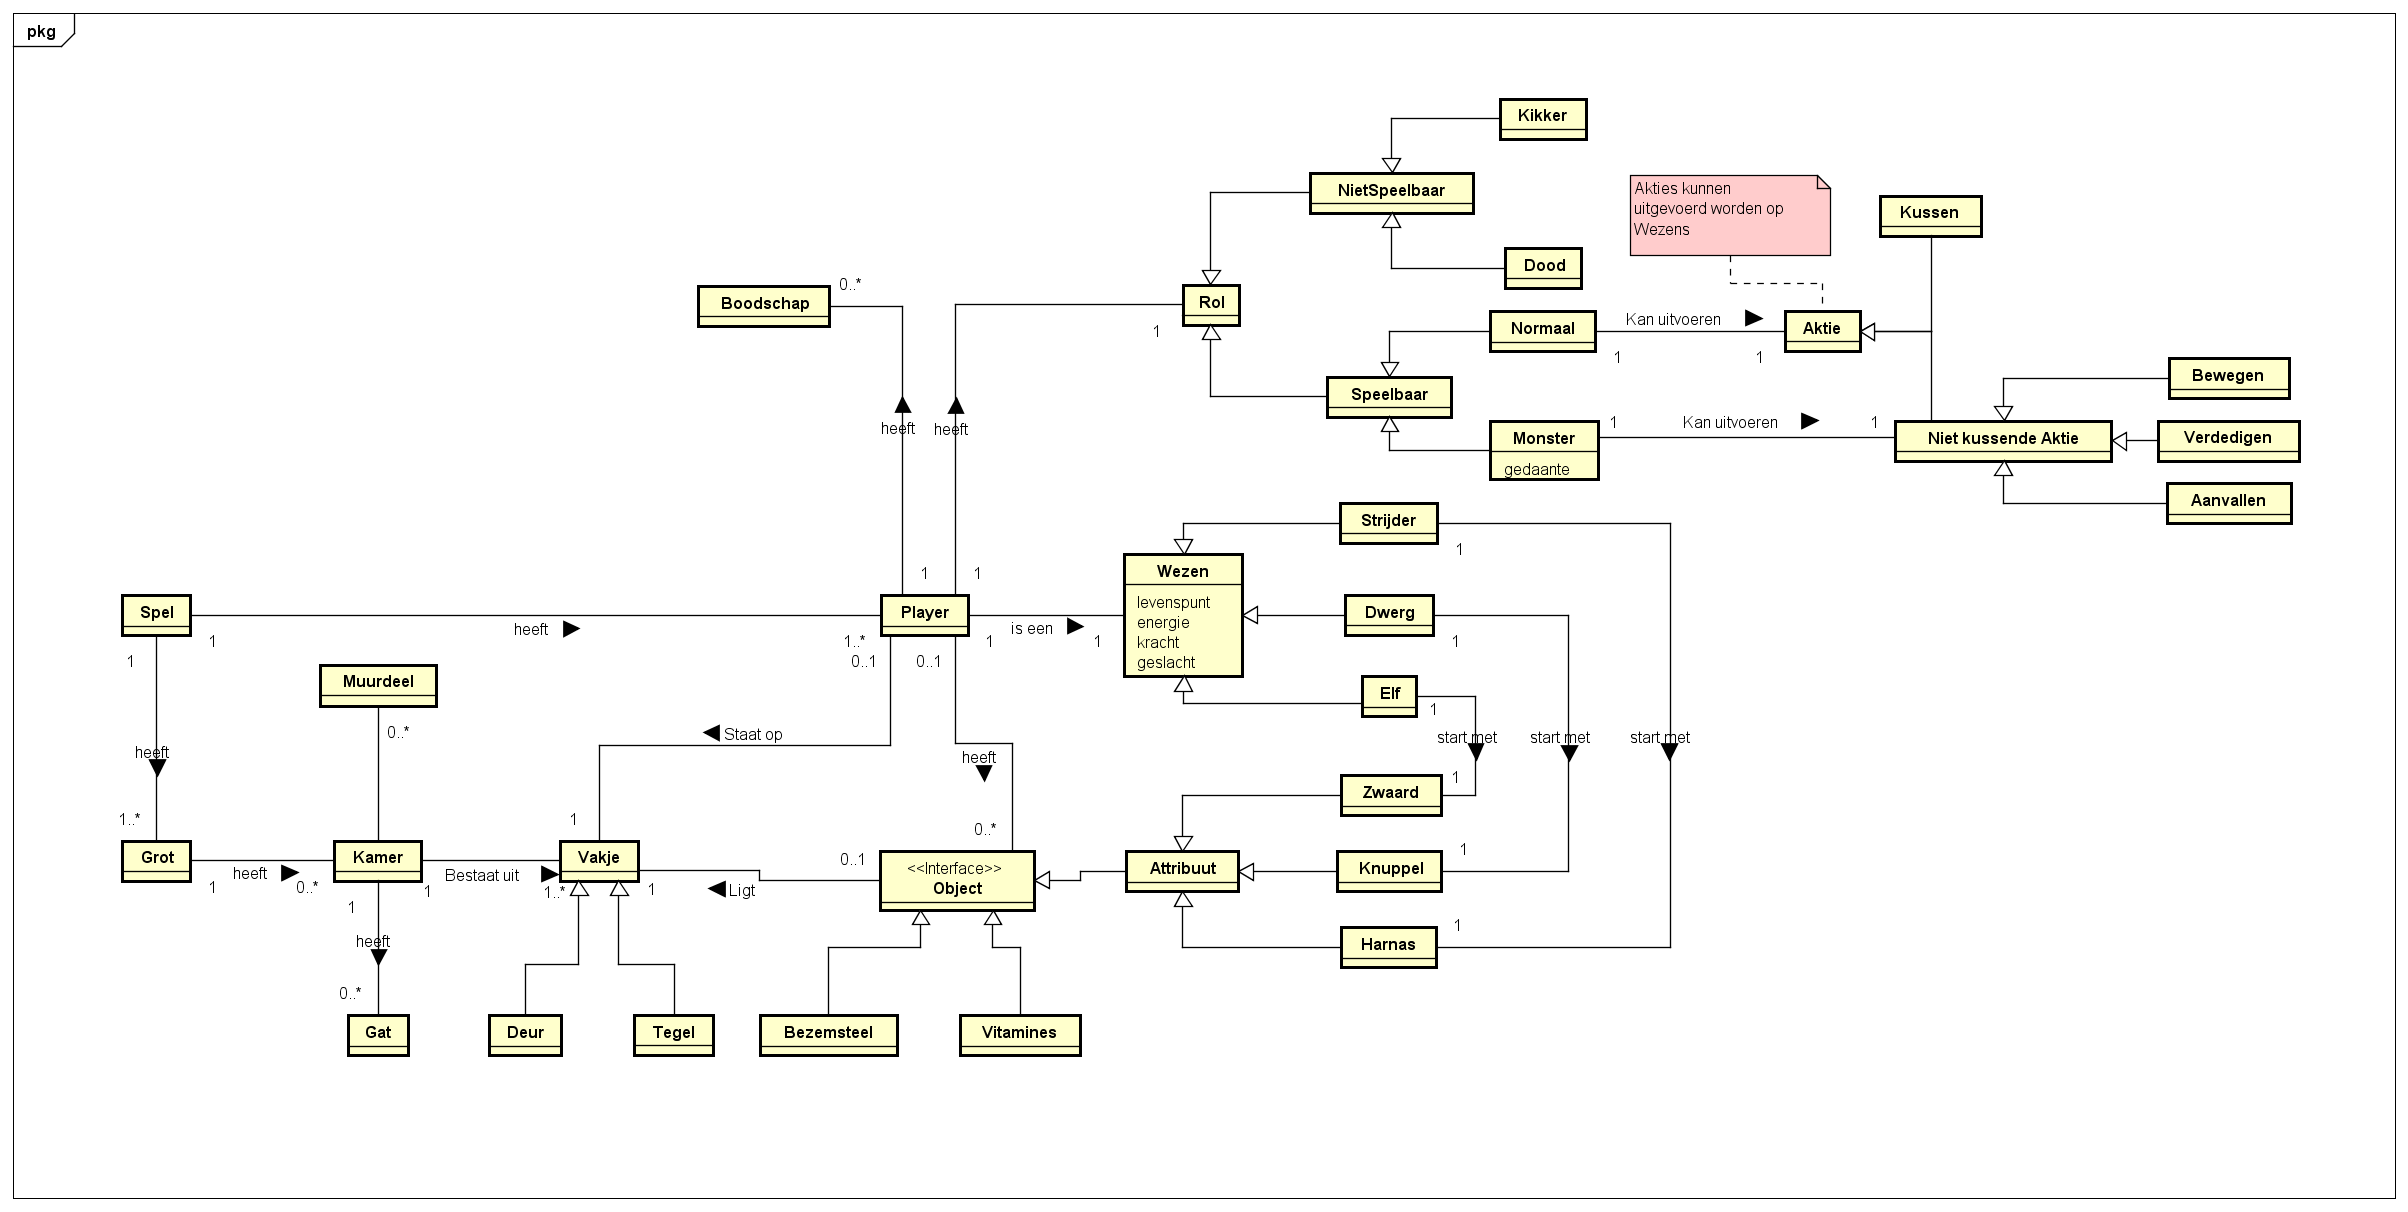 pkg
Kikker
NietSpeelbaar
Akties kunnen
uitgevoerd worden op
Wezens
Kussen
Dood
Boodschap
0..*
Rol
1
Normaal
Kan uitvoeren
1
1
Aktie
Bewegen
Speelbaar
heeft
heeft
Monster
gedaante
1
Kan uitvoeren
1
Niet kussende Aktie
Verdedigen
Aanvallen
Strijder
1
1
1
Wezen
levenspunt
energie
kracht
geslacht
Spel
1
1
heeft
Player
1..*
0..1
0..1
1
is een
1
Dwerg
1
Muurdeel
0..*
Elf
1
Staat op
heeft
heeft
start met
start met
start met
Zwaard
1
1..*
1
0..*
Grot
1
heeft
0..*
Kamer
1
1
Bestaat uit
1..*
Vakje
1
Ligt
0..1
<<Interface>>
Object
Attribuut
Knuppel
1
Harnas
1
heeft
0..*
Gat
Deur
Tegel
Bezemsteel
Vitamines